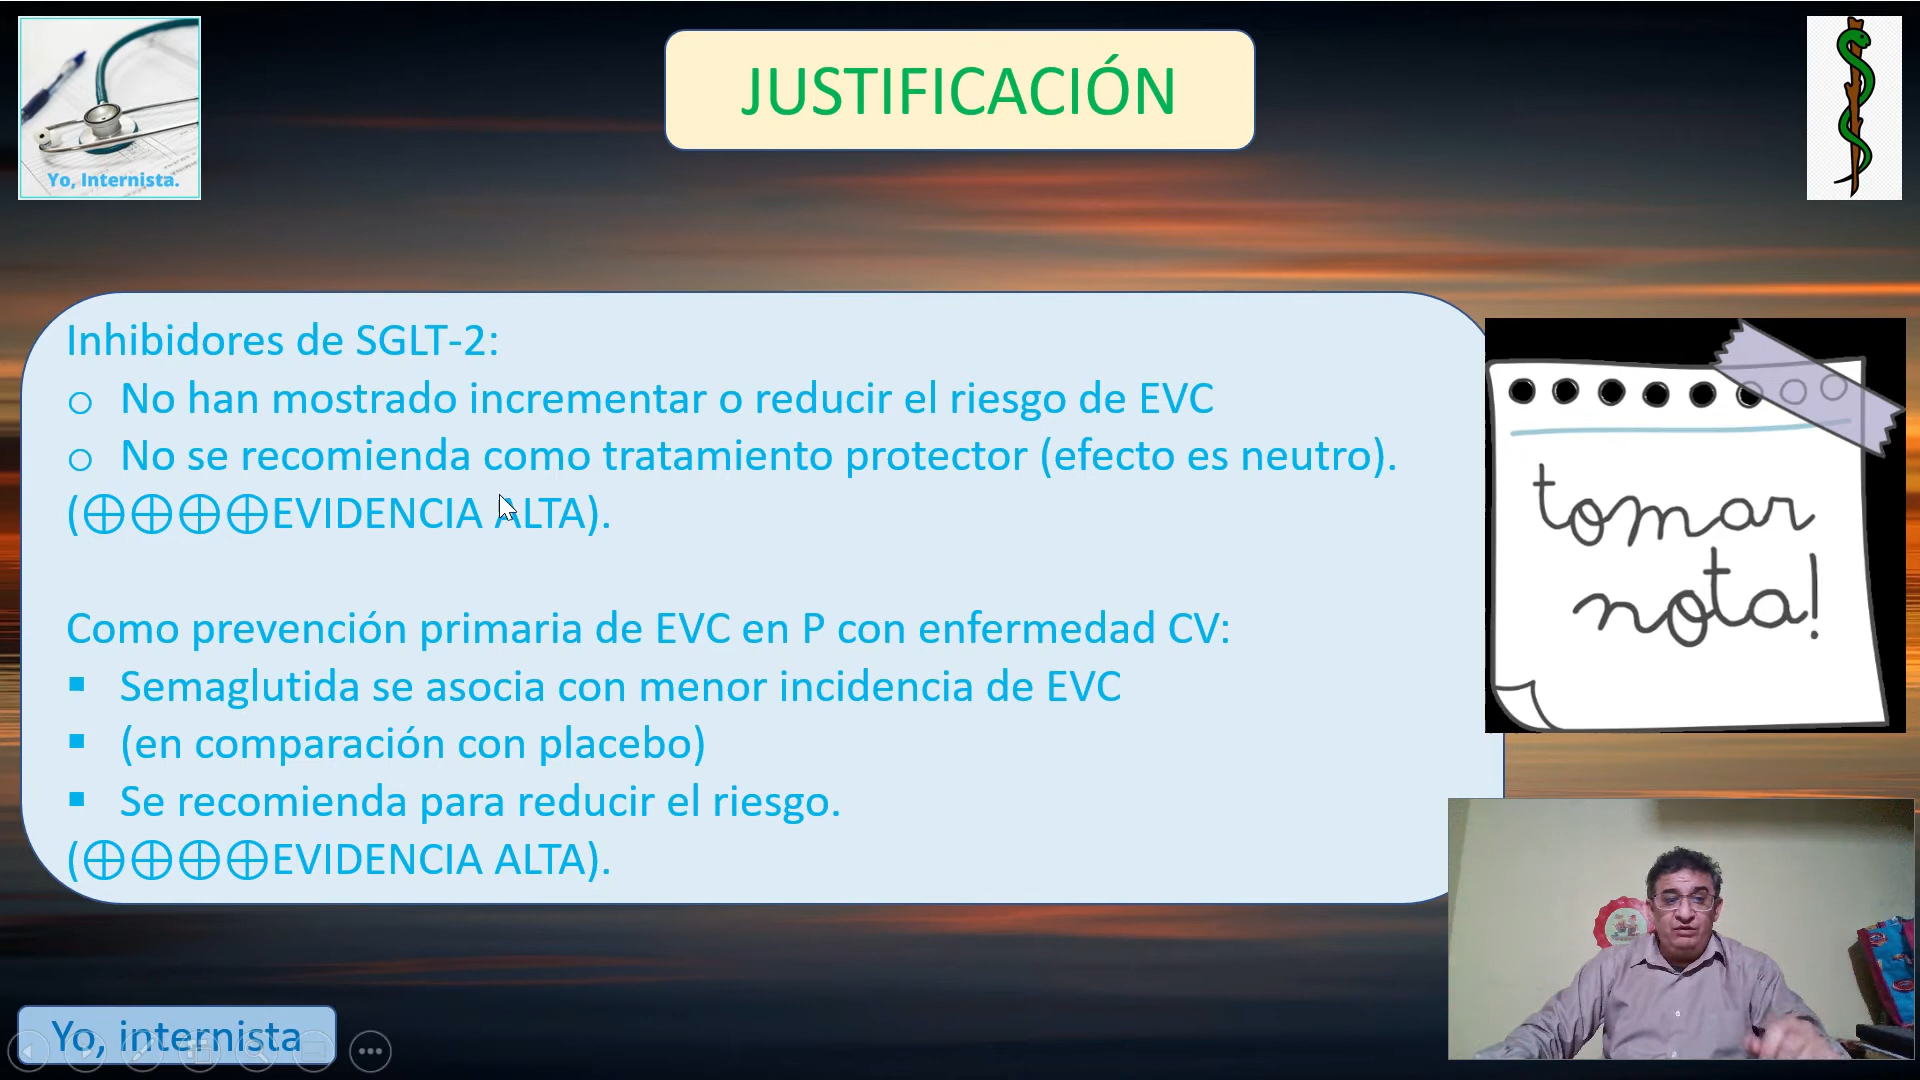 Yo, Internista.
JUSTIFICACIÓN
Inhibidores de SGLT-2:
o No han mostrado incrementar o reducir el riesgo de EVC
o No se recomienda como tratamiento protector (efecto es neutro).
(⨁⨁⨁⨁EVIDENCIA ALTA).
Como prevención primaria de EVC en P con enfermedad CV:
▪ Semaglutida se asocia con menor incidencia de EVC
▪ (en comparación con placebo)
▪ Se recomienda para reducir el riesgo.
(⨁⨁⨁⨁EVIDENCIA ALTA).
tomar
nota!
Yo, internista